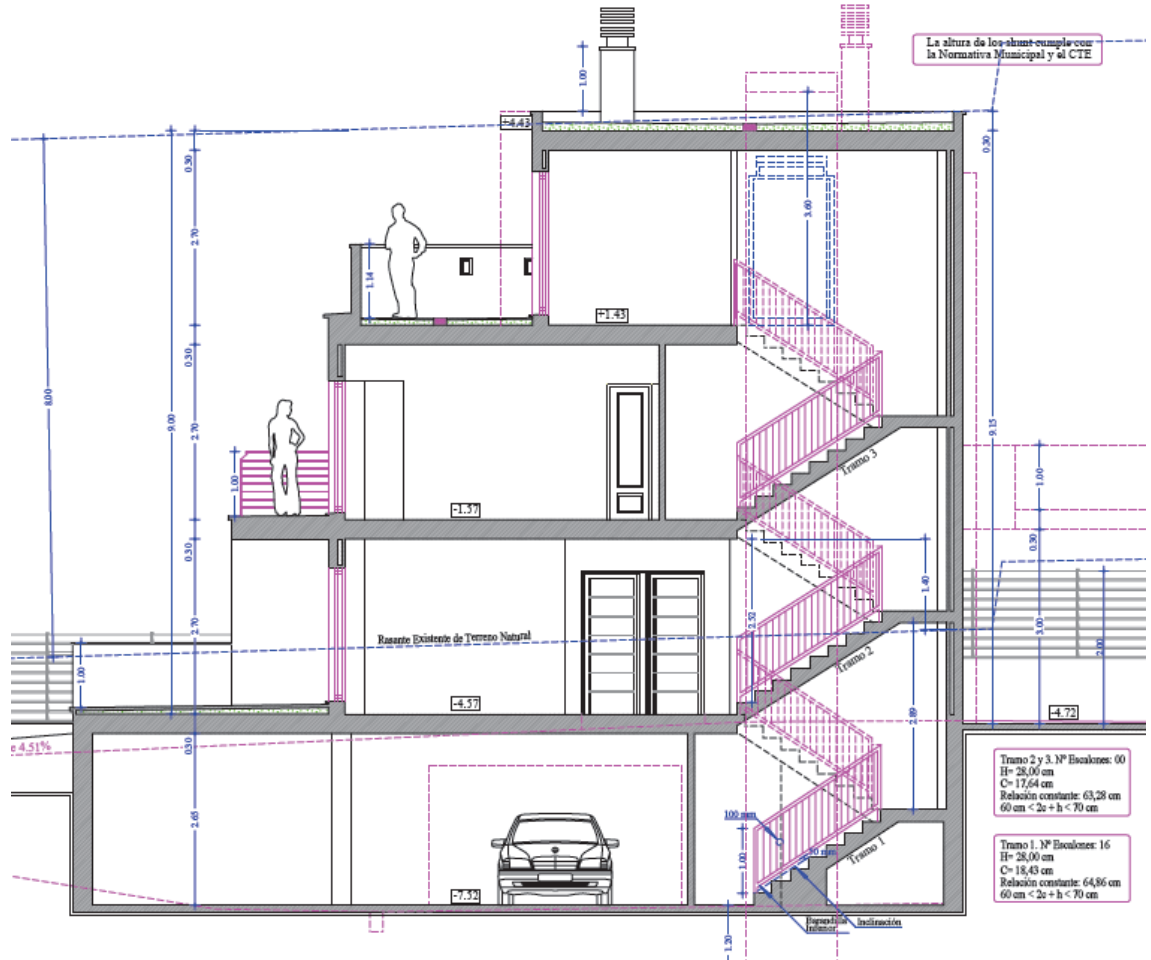 La altura de los shunt cumple con
la Normativa Municipal y el CTE
1.00
+4.43
0.30
0.30
2.70
3.60
8.00
9.00
1.14
+1.43
0.30
9.15
2.70
Tramo 3
1.00
1.00
-1.57
0.30
0.30
1.40
2.52
2.70
Rasante Existente de Terreno Natural
3.00
2.00
Tramo 2
1.00
-4.57
-4.72
2.89
0.30
e 4.51%
Tramo 2 y 3. Nº Escalones: 00
H= 28,00 cm
C= 17,64 cm
Relación constante: 63,28 cm
60 cm < 2c + h < 70 cm
2.65
100 mm
Tramo 1
1.00
50 mm
Tramo 1. Nº Escalones: 16
H= 28,00 cm
C= 18,43 cm
Relación constante: 64,86 cm
60 cm < 2c + h < 70 cm
-7.52
Barandilla
Inferior
Inclinación
1.20